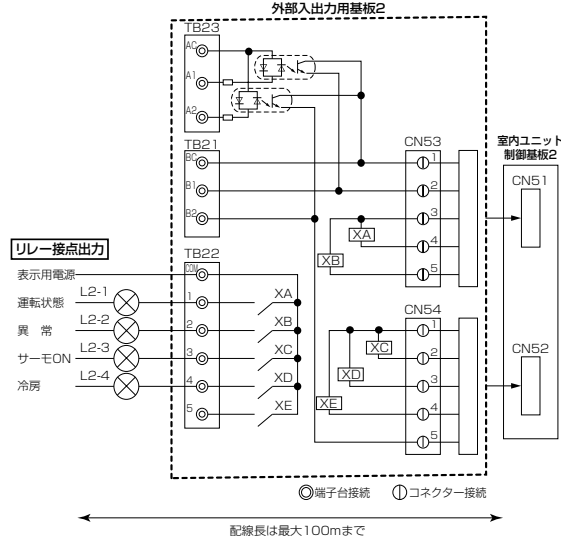 外部入出力用基板2
TB23
AC
A1
A2
TB21
BC
B1
B2
CN53
1
2
3
4
5
XA
XB
室内ユニット
制御基板2
CN51
CN52
リレー接点出力
TB22
表示用電源
COM
運転状態 L2-1 1 XA
異 常 L2-2 2 XB
サーモON L2-3 3 XC
冷房 L2-4 4 XD
5 XE
CN54
1
2
3
4
5
XC
XD
XE
端子台接続 コネクター接続
配線長は最大100mまで